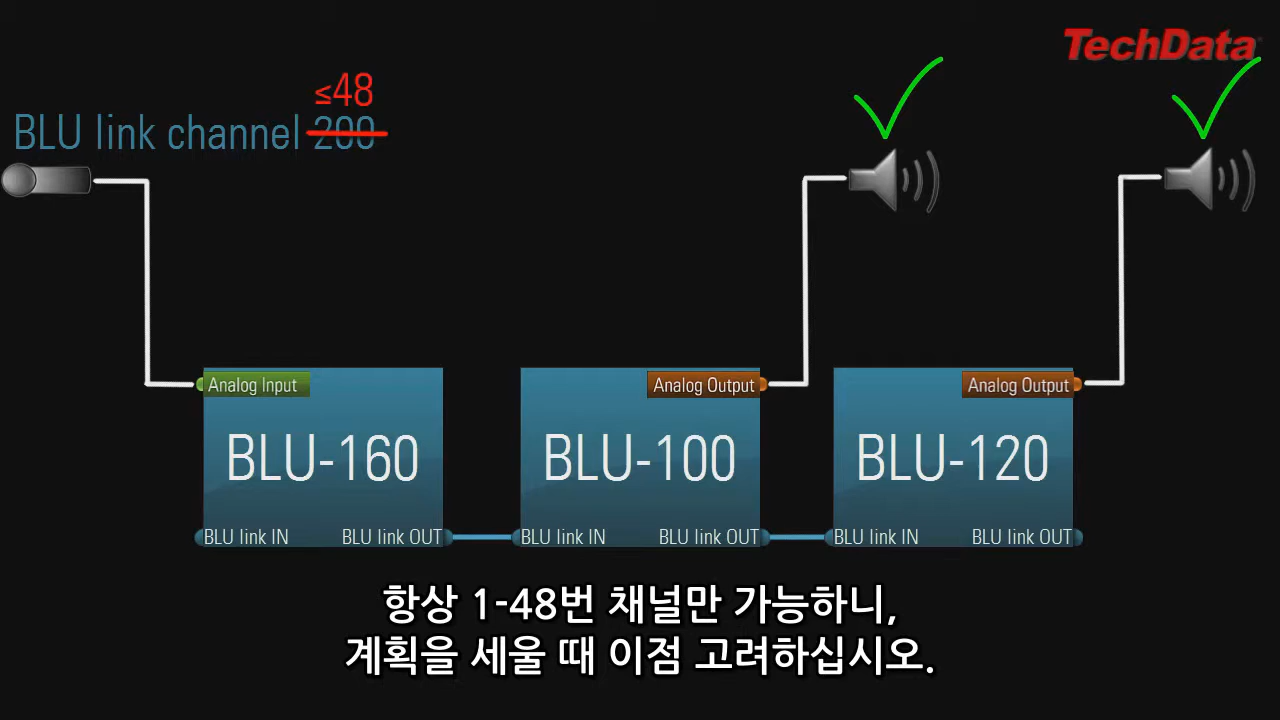 TechData
≤48
BLU link channel 200
Analog Input
Analog Output
Analog Output
BLU-160
BLU-100
BLU-120
BLU link IN BLU link OUT
BLU link IN BLU link OUT
BLU link IN BLU link OUT
항상 1-48번 채널만 가능하니,
계획을 세울 때 이점 고려하십시오.